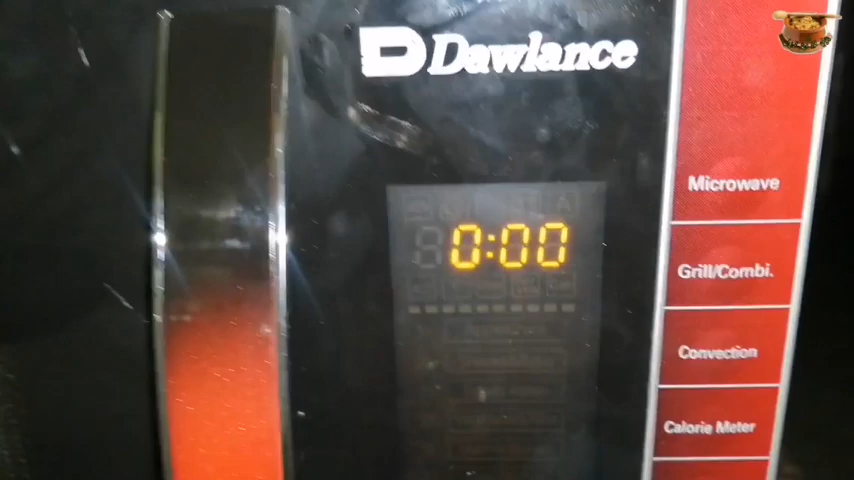 Dawlance
0:00
Microwave
Grill/Combi.
Convection
Calorie Meter